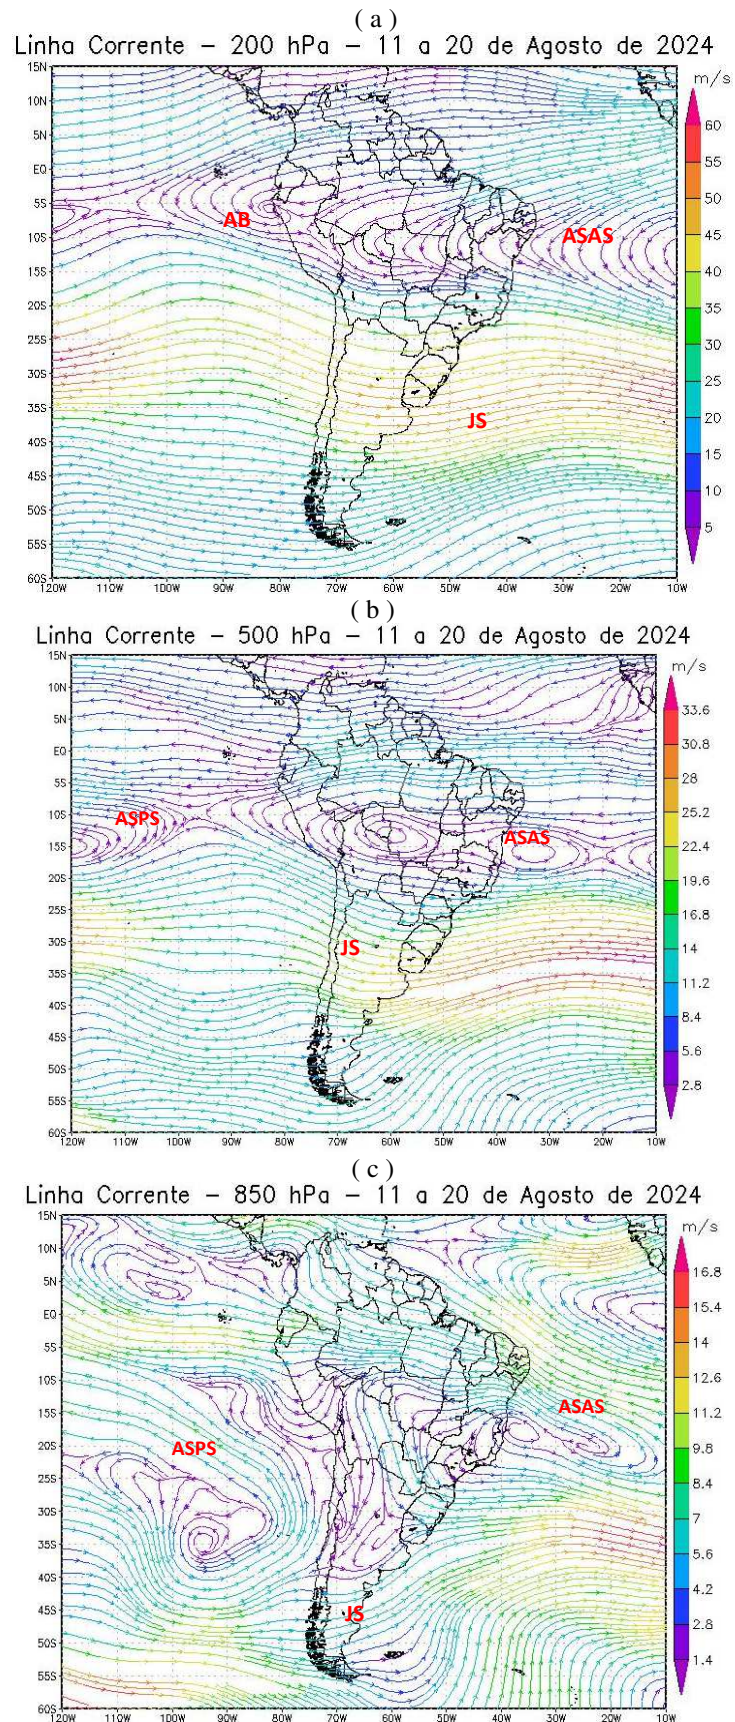 ( a )
Linha Corrente – 200 hPa – 11 a 20 de Agosto de 2024
m/s
15N
10N
5N
EQ
5S
10S
15S
20S
25S
30S
35S
40S
45S
50S
55S
60S
AB
ASAS
JS
60
55
50
45
40
35
30
25
20
15
10
5
120W 110W 100W 90W 80W 70W 60W 50W 40W 30W 20W 10W
( b )
Linha Corrente – 500 hPa – 11 a 20 de Agosto de 2024
m/s
15N
10N
5N
EQ
5S
10S
15S
20S
25S
30S
35S
40S
45S
50S
55S
60S
ASPS
ASAS
JS
33.6
30.8
28
25.2
22.4
19.6
16.8
14
11.2
8.4
5.6
2.8
120W 110W 100W 90W 80W 70W 60W 50W 40W 30W 20W 10W
( c )
Linha Corrente – 850 hPa – 11 a 20 de Agosto de 2024
m/s
15N
10N
5N
EQ
5S
10S
15S
20S
25S
30S
35S
40S
45S
50S
55S
60S
ASAS
ASPS
JS
16.8
15.4
14
12.6
11.2
9.8
8.4
7
5.6
4.2
2.8
1.4
120W 110W 100W 90W 80W 70W 60W 50W 40W 30W 20W 10W